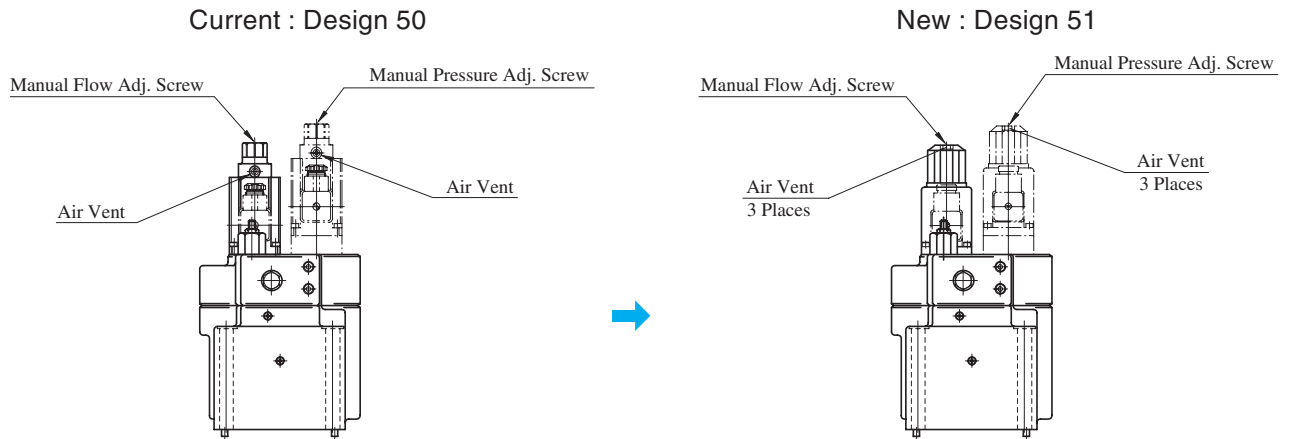 Current : Design 50
Manual Flow Adj. Screw
Manual Pressure Adj. Screw
Air Vent
Air Vent
New : Design 51
Manual Flow Adj. Screw
Manual Pressure Adj. Screw
Air Vent
3 Places
Air Vent
3 Places